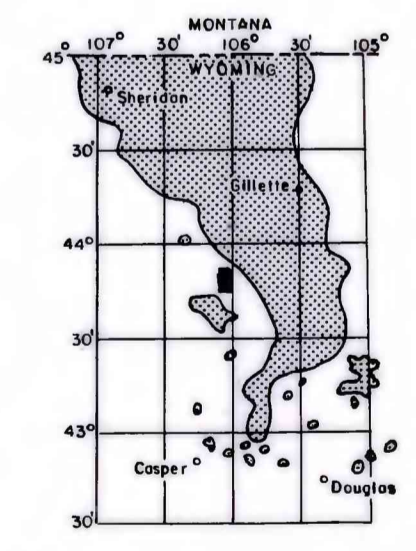 MONTANA
45° 107° 30' 106° 30' 105°
WYOMING
Sheridan
30'
Gillette
44°
30'
43°
Casper
Douglas
30'